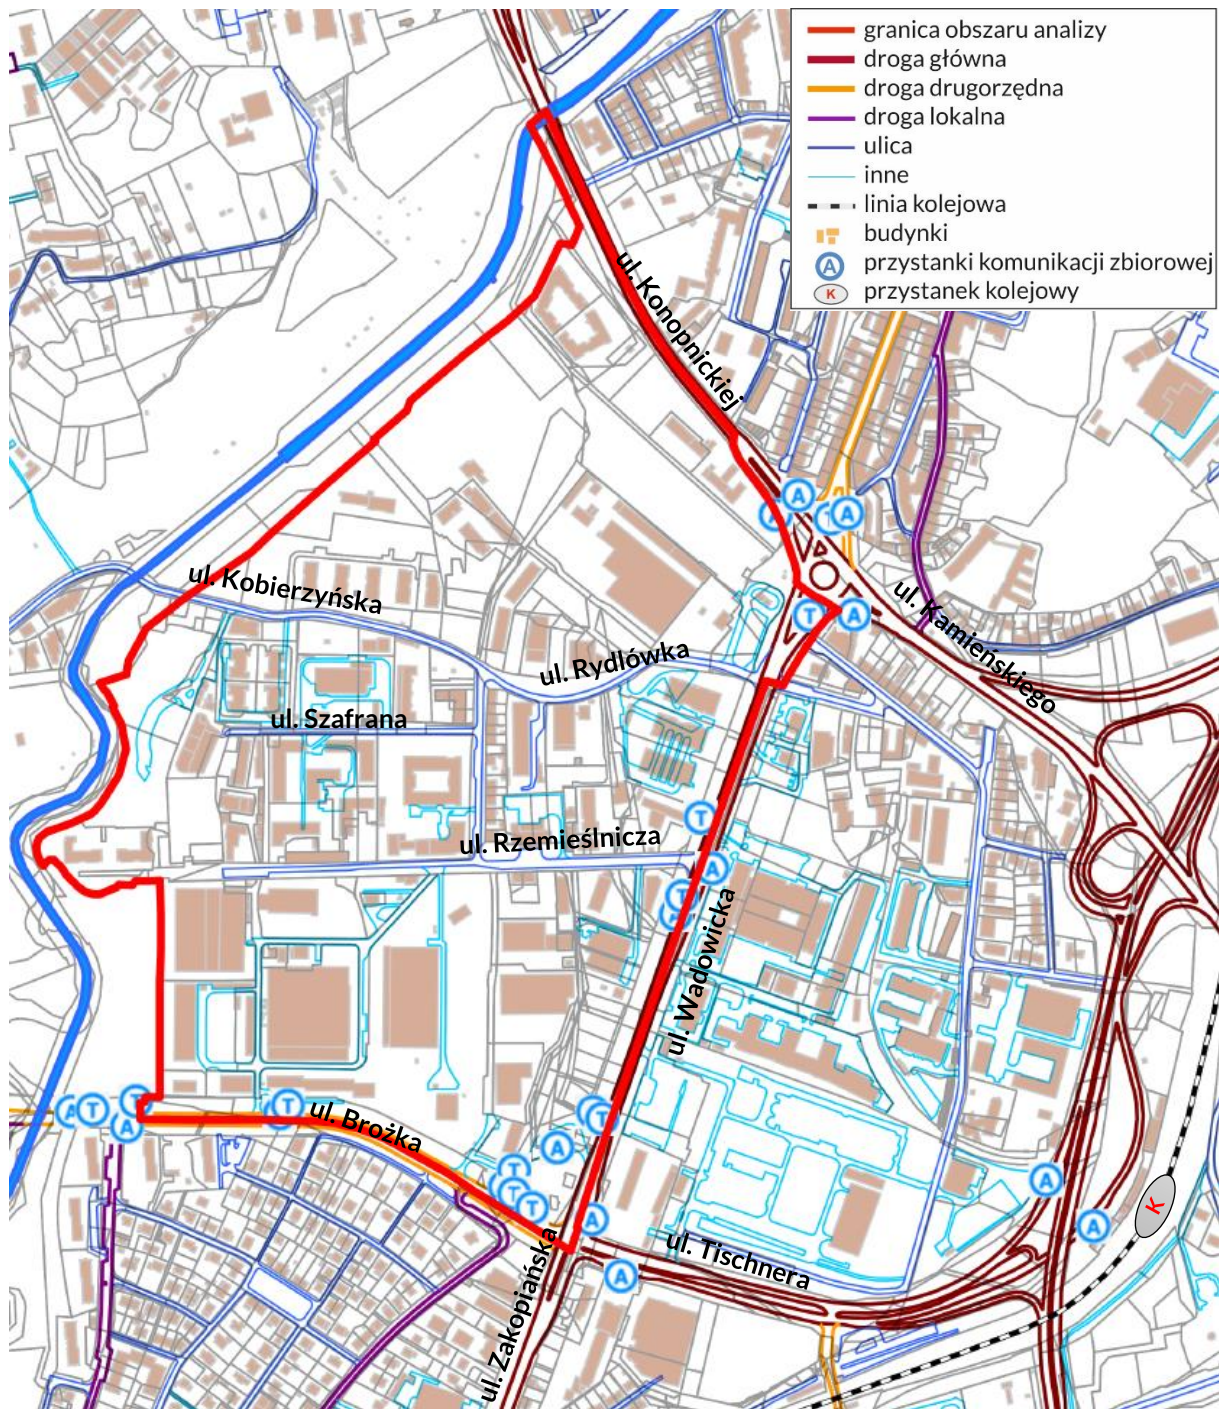 granica obszaru analizy
droga główna
droga drugorzędna
droga lokalna
ulica
inne
linia kolejowa
budynki
A przystanki komunikacji zbiorowej
K przystanek kolejowy
ul. Konopnickiej
A
A
A
T
A
ul. Kamieńskiego
ul. Kobierzyńska
ul. Rydlówka
ul. Szafrana
T
ul. Rzemieślnicza
A
T
ul. Wadowicka
A
T
T
A
T
ul. Brożka
T
A
T
T
T
A
A
A
K
A
ul. Tischnera
ul. Zakopiańska